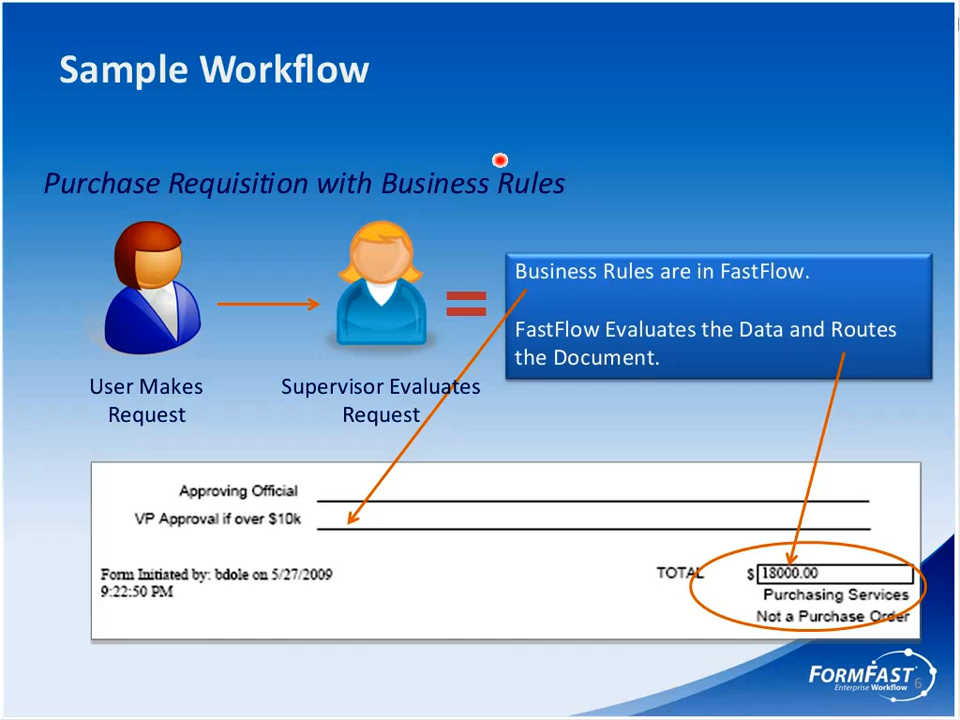 Sample Workflow
Purchase Requisition with Business Rules
User Makes
Request
Supervisor Evaluates
Request
=
Business Rules are in FastFlow.
FastFlow Evaluates the Data and Routes
the Document.
Approving Official
VP Approval if over $10k
Form Initiated by: bdole on 5/27/2009
9:22:50 PM
TOTAL $ 18000.00
Purchasing Services
Not a Purchase Order
FORMFAST
Enterprise Workflow
6